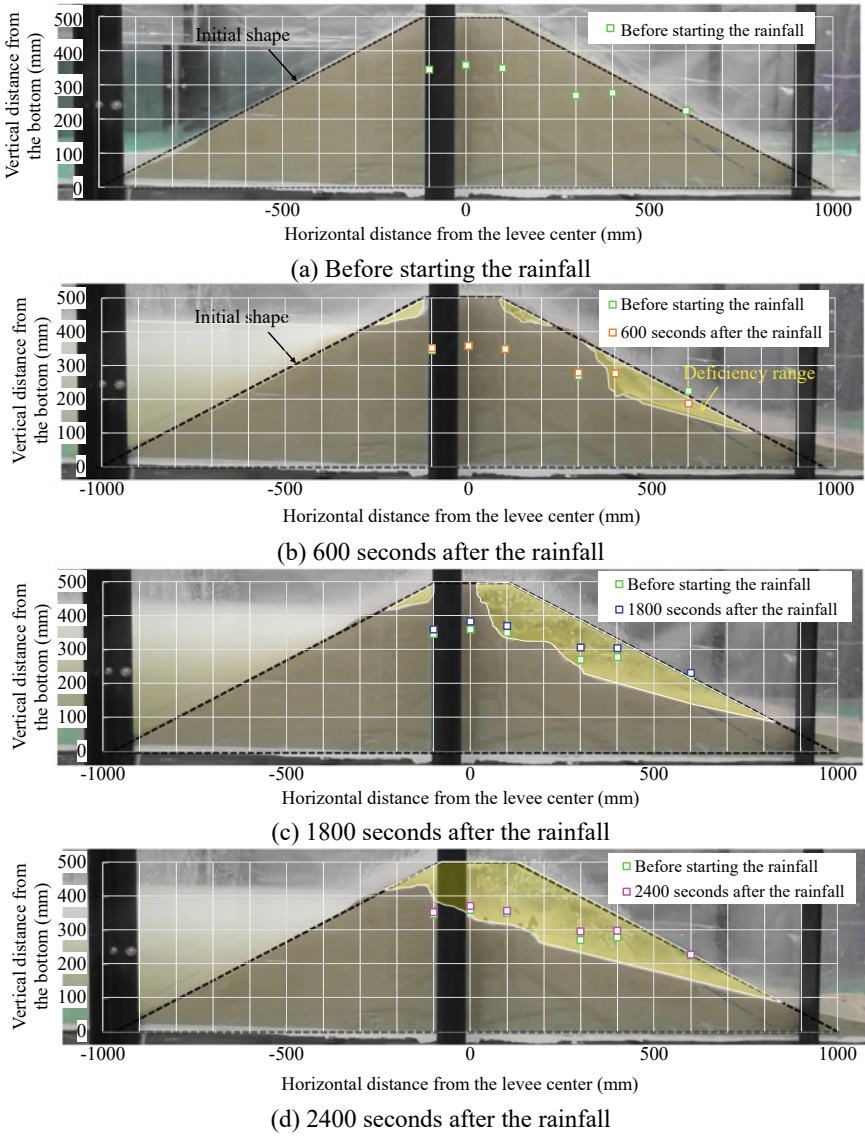 Vertical distance from
the bottom (mm)
500
400
300
200
100
0
Initial shape
Before starting the rainfall
-500
0
500
1000
Horizontal distance from the levee center (mm)
(a) Before starting the rainfall
Vertical distance from
the bottom (mm)
500
400
300
200
100
0
Initial shape
Before starting the rainfall
600 seconds after the rainfall
Deficiency range
-1000
-500
0
500
1000
Horizontal distance from the levee center (mm)
(b) 600 seconds after the rainfall
Vertical distance from
the bottom (mm)
500
400
300
200
100
0
Before starting the rainfall
1800 seconds after the rainfall
-1000
-500
0
500
1000
Horizontal distance from the levee center (mm)
(c) 1800 seconds after the rainfall
Vertical distance from
the bottom (mm)
500
400
300
200
100
0
Before starting the rainfall
2400 seconds after the rainfall
-1000
-500
0
500
1000
Horizontal distance from the levee center (mm)
(d) 2400 seconds after the rainfall